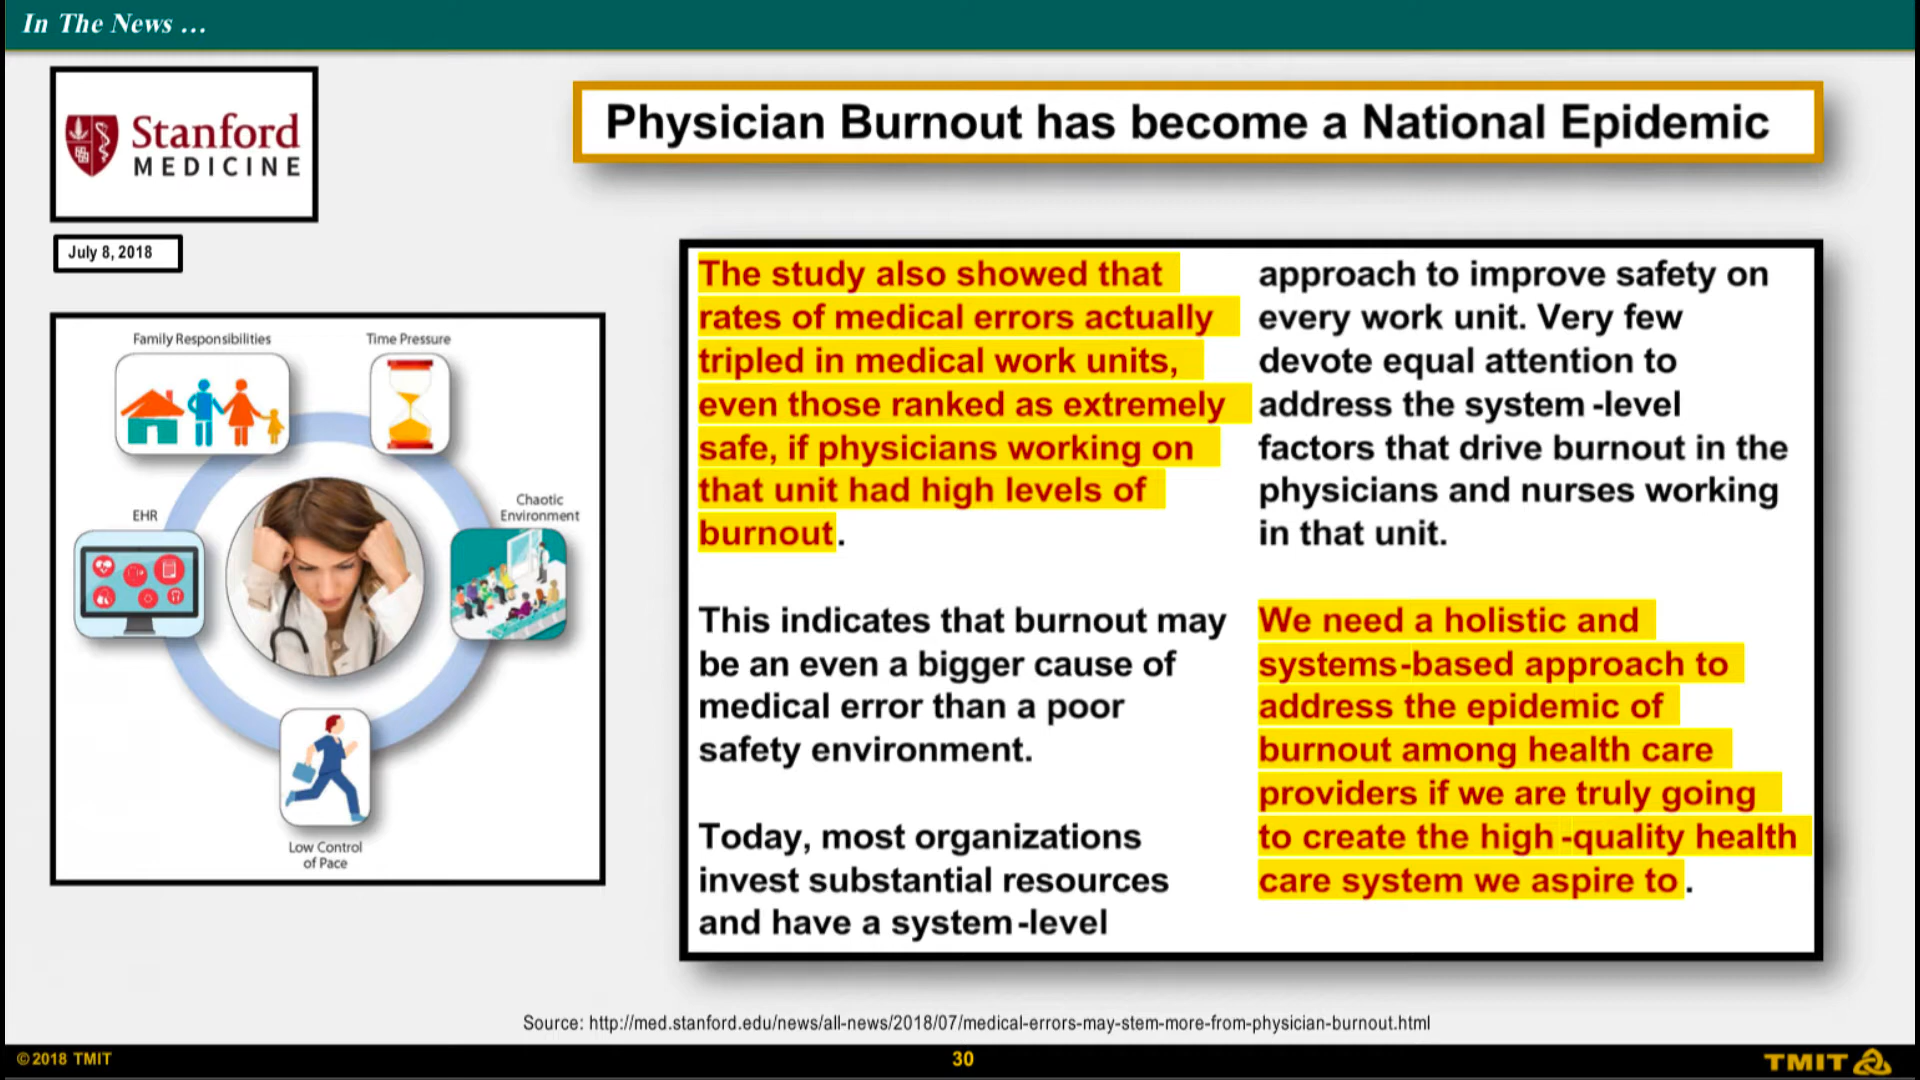 In The News ...
Stanford
MEDICINE
Physician Burnout has become a National Epidemic
July 8, 2018
Family Responsibilities
Time Pressure
EHR
Chaotic
Environment
Low Control
of Pace
The study also showed that
rates of medical errors actually
tripled in medical work units,
even those ranked as extremely
safe, if physicians working on
that unit had high levels of
burnout.
This indicates that burnout may
be an even a bigger cause of
medical error than a poor
safety environment.
Today, most organizations
invest substantial resources
and have a system-level
approach to improve safety on
every work unit. Very few
devote equal attention to
address the system-level
factors that drive burnout in the
physicians and nurses working
in that unit.
We need a holistic and
systems-based approach to
address the epidemic of
burnout among health care
providers if we are truly going
to create the high-quality health
care system we aspire to.
Source: http://med.stanford.edu/news/all-news/2018/07/medical-errors-may-stem-more-from-physician-burnout.html
© 2018 TMIT
30
TMIT